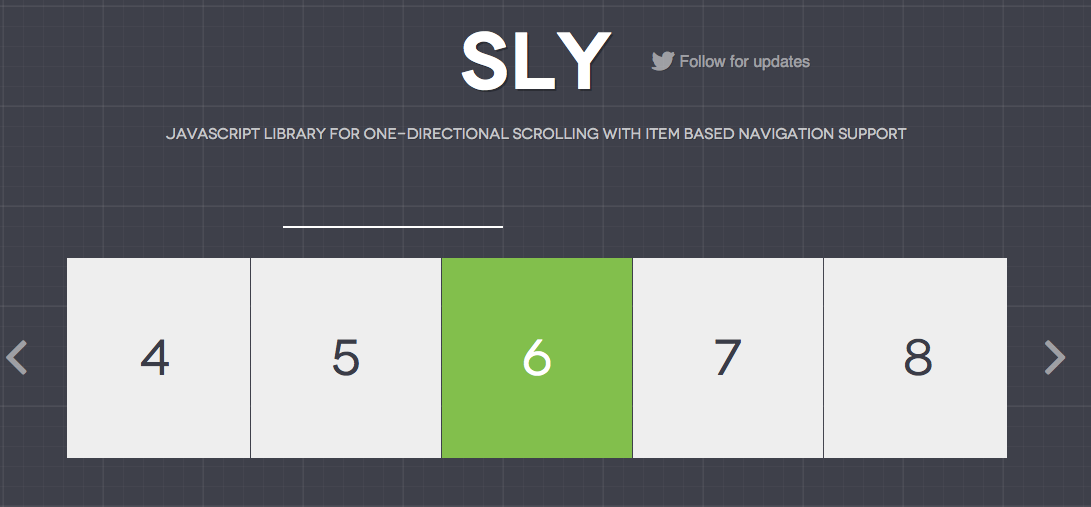 SLY
Follow for updates
JAVASCRIPT LIBRARY FOR ONE-DIRECTIONAL SCROLLING WITH ITEM BASED NAVIGATION SUPPORT
4 5 6 7 8